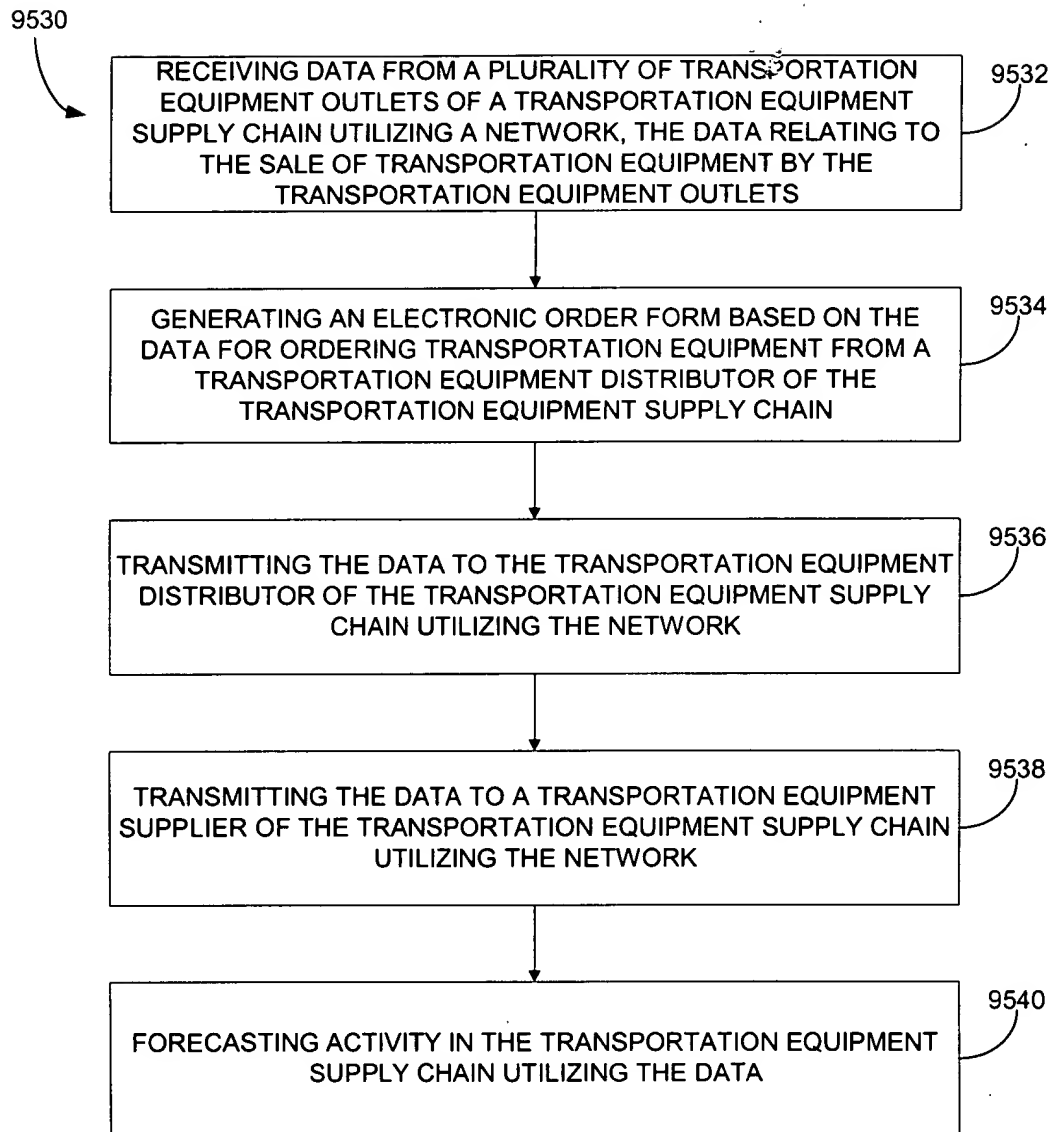 9530
RECEIVING DATA FROM A PLURALITY OF TRANSPORTATION
EQUIPMENT OUTLETS OF A TRANSPORTATION EQUIPMENT
SUPPLY CHAIN UTILIZING A NETWORK, THE DATA RELATING TO
THE SALE OF TRANSPORTATION EQUIPMENT BY THE
TRANSPORTATION EQUIPMENT OUTLETS
9532
GENERATING AN ELECTRONIC ORDER FORM BASED ON THE
DATA FOR ORDERING TRANSPORTATION EQUIPMENT FROM A
TRANSPORTATION EQUIPMENT DISTRIBUTOR OF THE
TRANSPORTATION EQUIPMENT SUPPLY CHAIN
9534
TRANSMITTING THE DATA TO THE TRANSPORTATION EQUIPMENT
DISTRIBUTOR OF THE TRANSPORTATION EQUIPMENT SUPPLY
CHAIN UTILIZING THE NETWORK
9536
TRANSMITTING THE DATA TO A TRANSPORTATION EQUIPMENT
SUPPLIER OF THE TRANSPORTATION EQUIPMENT SUPPLY CHAIN
UTILIZING THE NETWORK
9538
FORECASTING ACTIVITY IN THE TRANSPORTATION EQUIPMENT
SUPPLY CHAIN UTILIZING THE DATA
9540